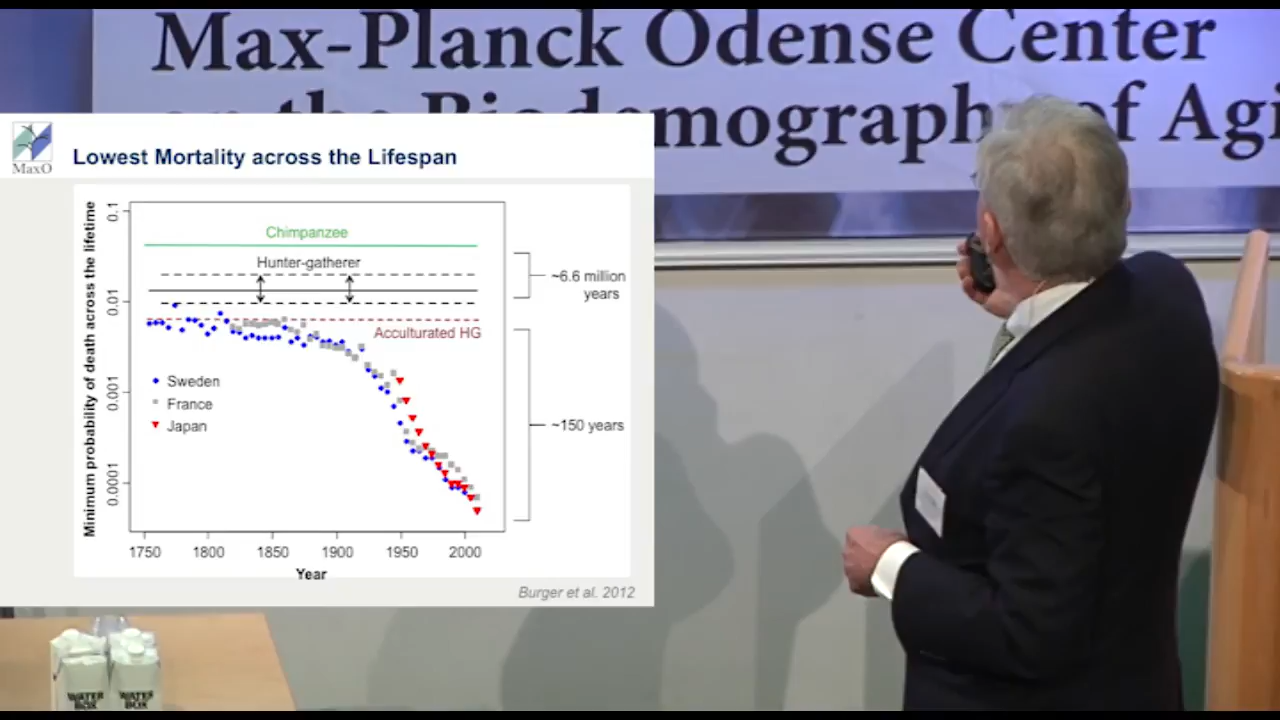 Max-Planck Odense Center
on the Biodemography of Agi
MaxO
Lowest Mortality across the Lifespan
Minimum probability of death across the lifetime
0.1
0.01
0.001
0.0001
Chimpanzee
Hunter-gatherer
Acculturated HG
Sweden
France
Japan
~6.6 million
years
~150 years
1750 1800 1850 1900 1950 2000
Year
Burger et al. 2012
WATER
BOX
WATER
BOX